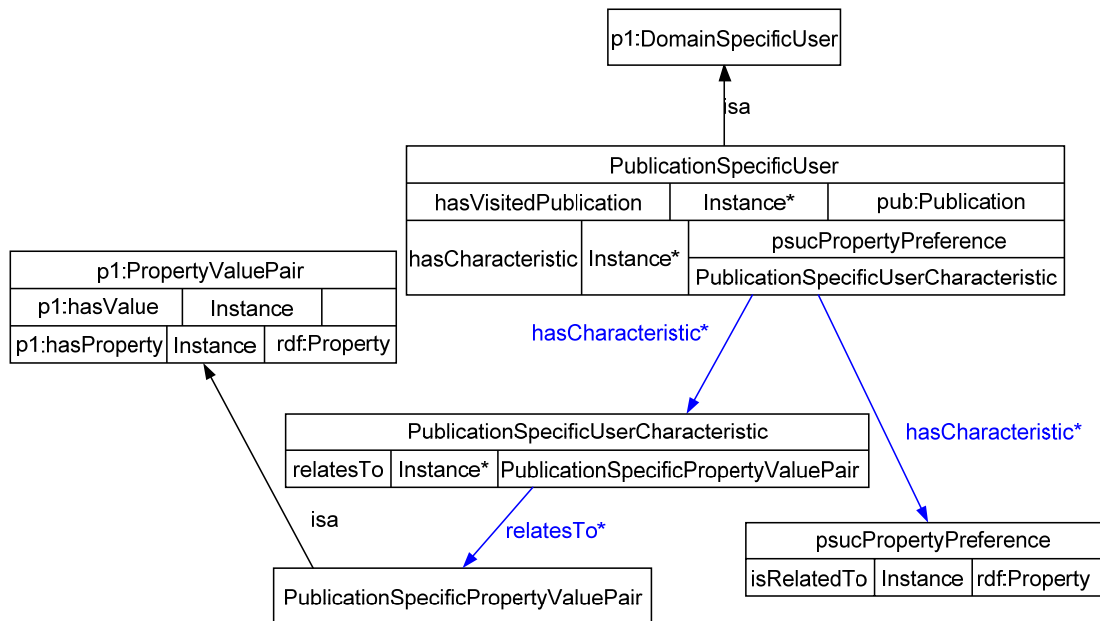 p1:DomainSpecificUser
isa
PublicationSpecificUser
hasVisitedPublication Instance* pub:Publication
hasCharacteristic Instance* psucPropertyPreference
PublicationSpecificUserCharacteristic
p1:PropertyValuePair
p1:hasValue Instance
p1:hasProperty Instance rdf:Property
hasCharacteristic*
hasCharacteristic*
PublicationSpecificUserCharacteristic
relatesTo Instance* PublicationSpecificPropertyValuePair
isa
relatesTo*
psucPropertyPreference
isRelatedTo Instance rdf:Property
PublicationSpecificPropertyValuePair